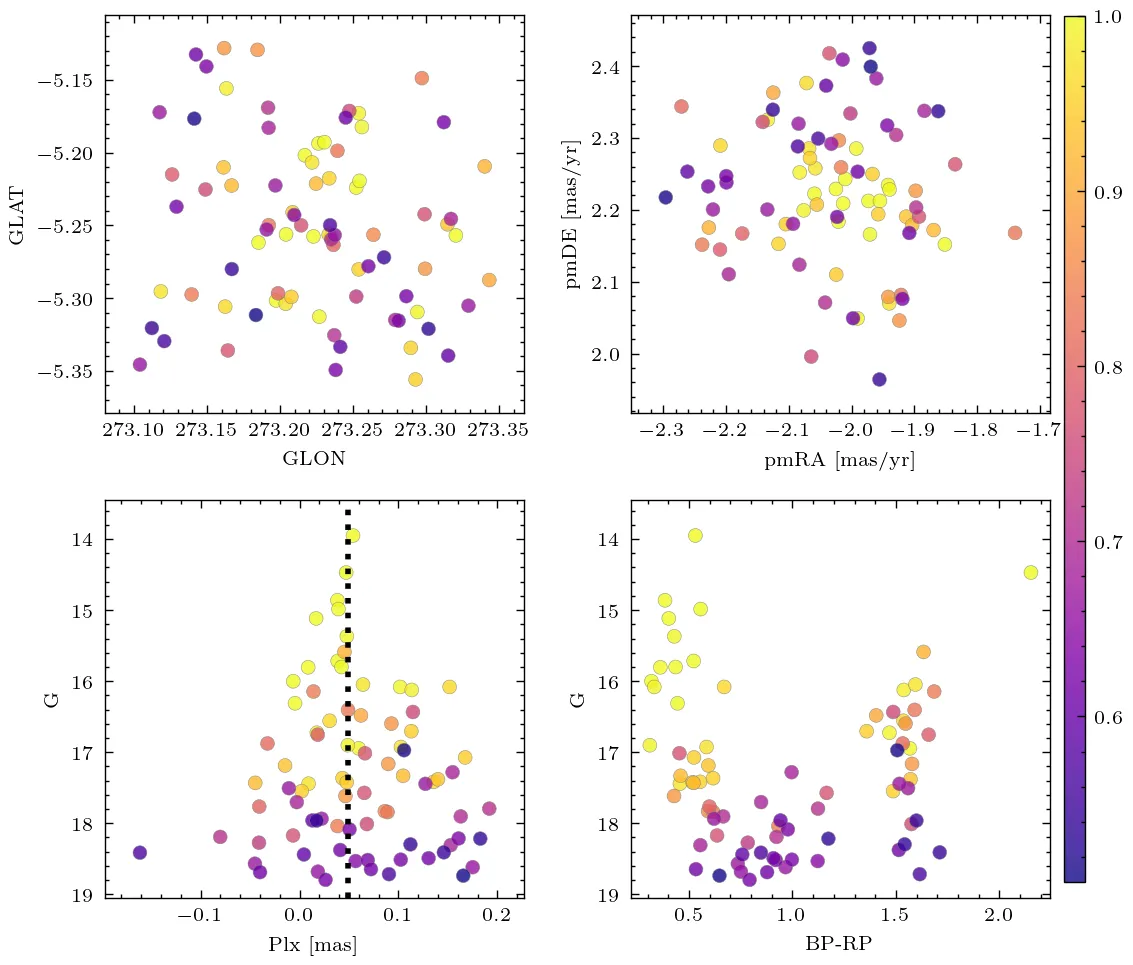 −5.15
−5.20
−5.25
−5.30
−5.35
GLAT
273.10 273.15 273.20 273.25 273.30 273.35
GLON
2.4
2.3
2.2
2.1
2.0
pmDE [mas/yr]
−2.3 −2.2 −2.1 −2.0 −1.9 −1.8 −1.7
pmRA [mas/yr]
1.0
0.9
0.8
0.7
0.6
14
15
16
17
18
19
G
−0.1 0.0 0.1 0.2
Plx [mas]
14
15
16
17
18
19
G
0.5 1.0 1.5 2.0
BP-RP